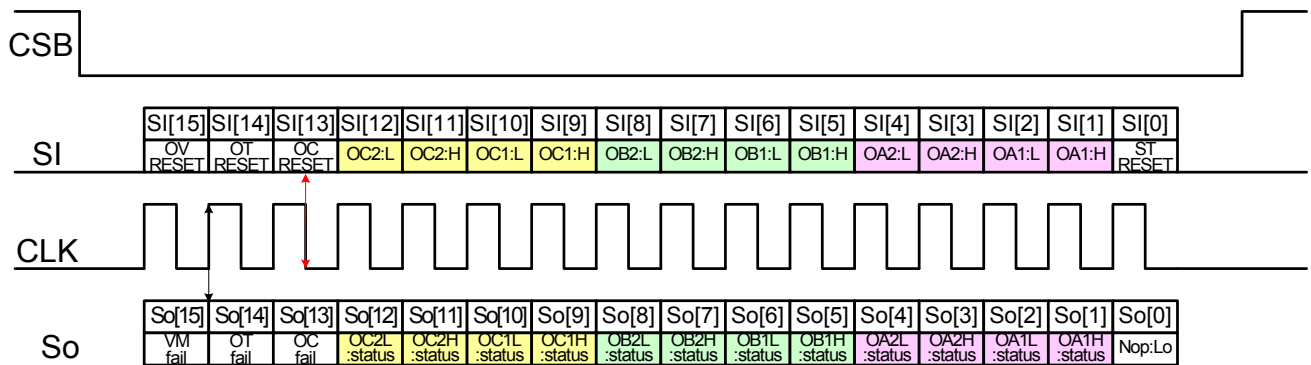 CSB
SI[15] SI[14] SI[13] SI[12] SI[11] SI[10] SI[9] SI[8] SI[7] SI[6] SI[5] SI[4] SI[3] SI[2] SI[1] SI[0]
SI
OV RESET OT RESET OC RESET OC2:L OC2:H OC1:L OC1:H OB2:L OB2:H OB1:L OB1:H OA2:L OA2:H OA1:L OA1:H ST RESET
CLK
So[15] So[14] So[13] So[12] So[11] So[10] So[9] So[8] So[7] So[6] So[5] So[4] So[3] So[2] So[1] So[0]
So
VM fail OT fail OC fail OC2L :status OC2H :status OC1L :status OC1H :status OB2L :status OB2H :status OB1L :status OB1H :status OA2L :status OA2H :status OA1L :status OA1H :status Nop:Lo